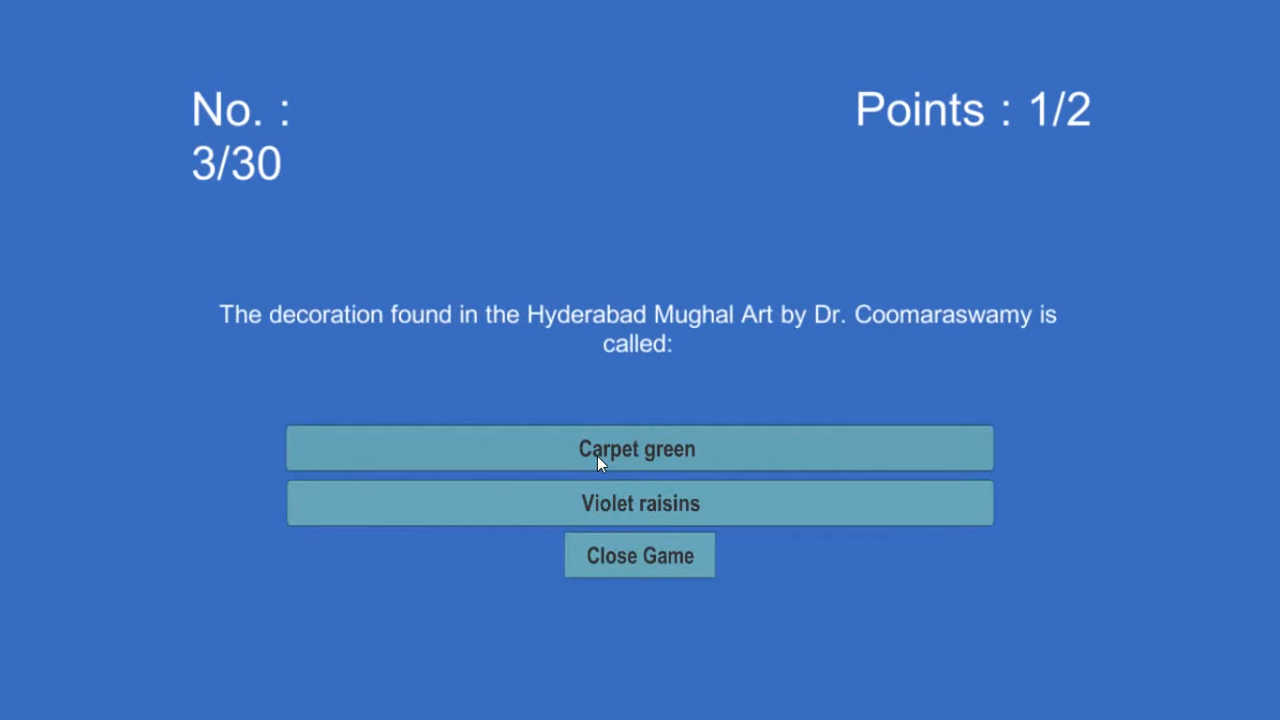 No. :
3/30
Points : 1/2
The decoration found in the Hyderabad Mughal Art by Dr. Coomaraswamy is
called:
Carpet green
Violet raisins
Close Game